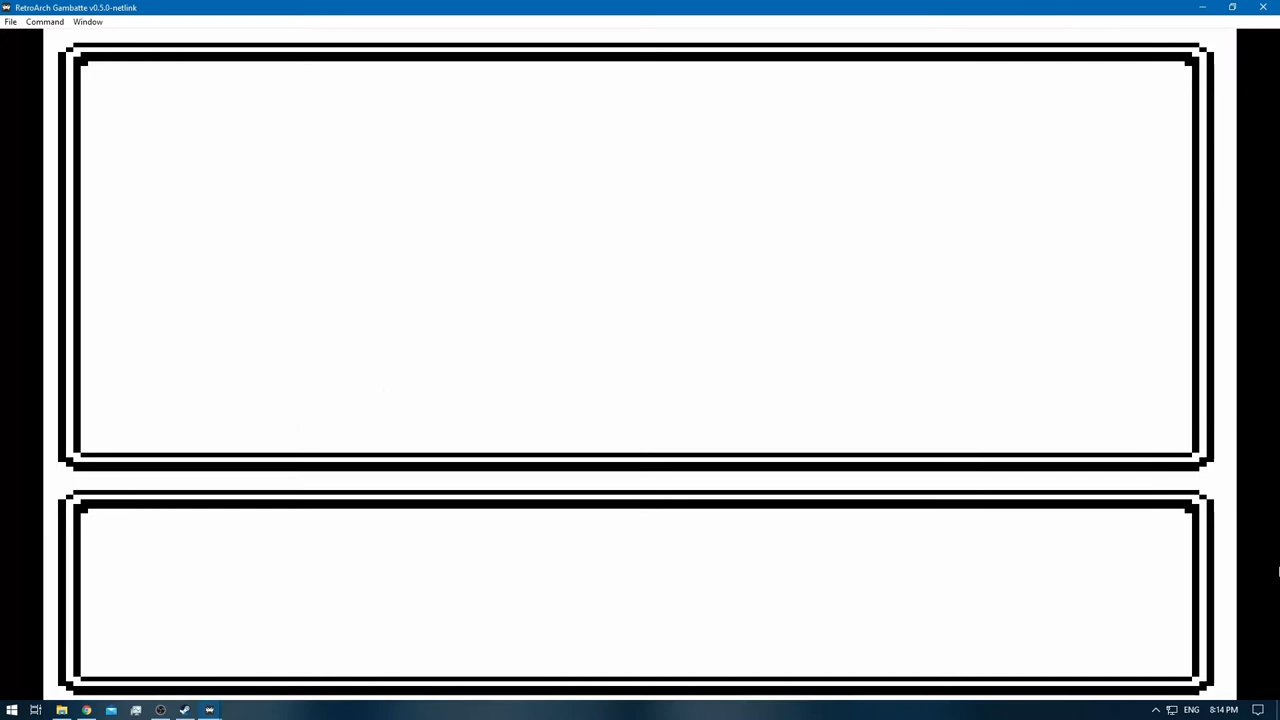 RetroArch Gambatte v0.5.0-netlink
File Command Window
ENG 8:14 PM